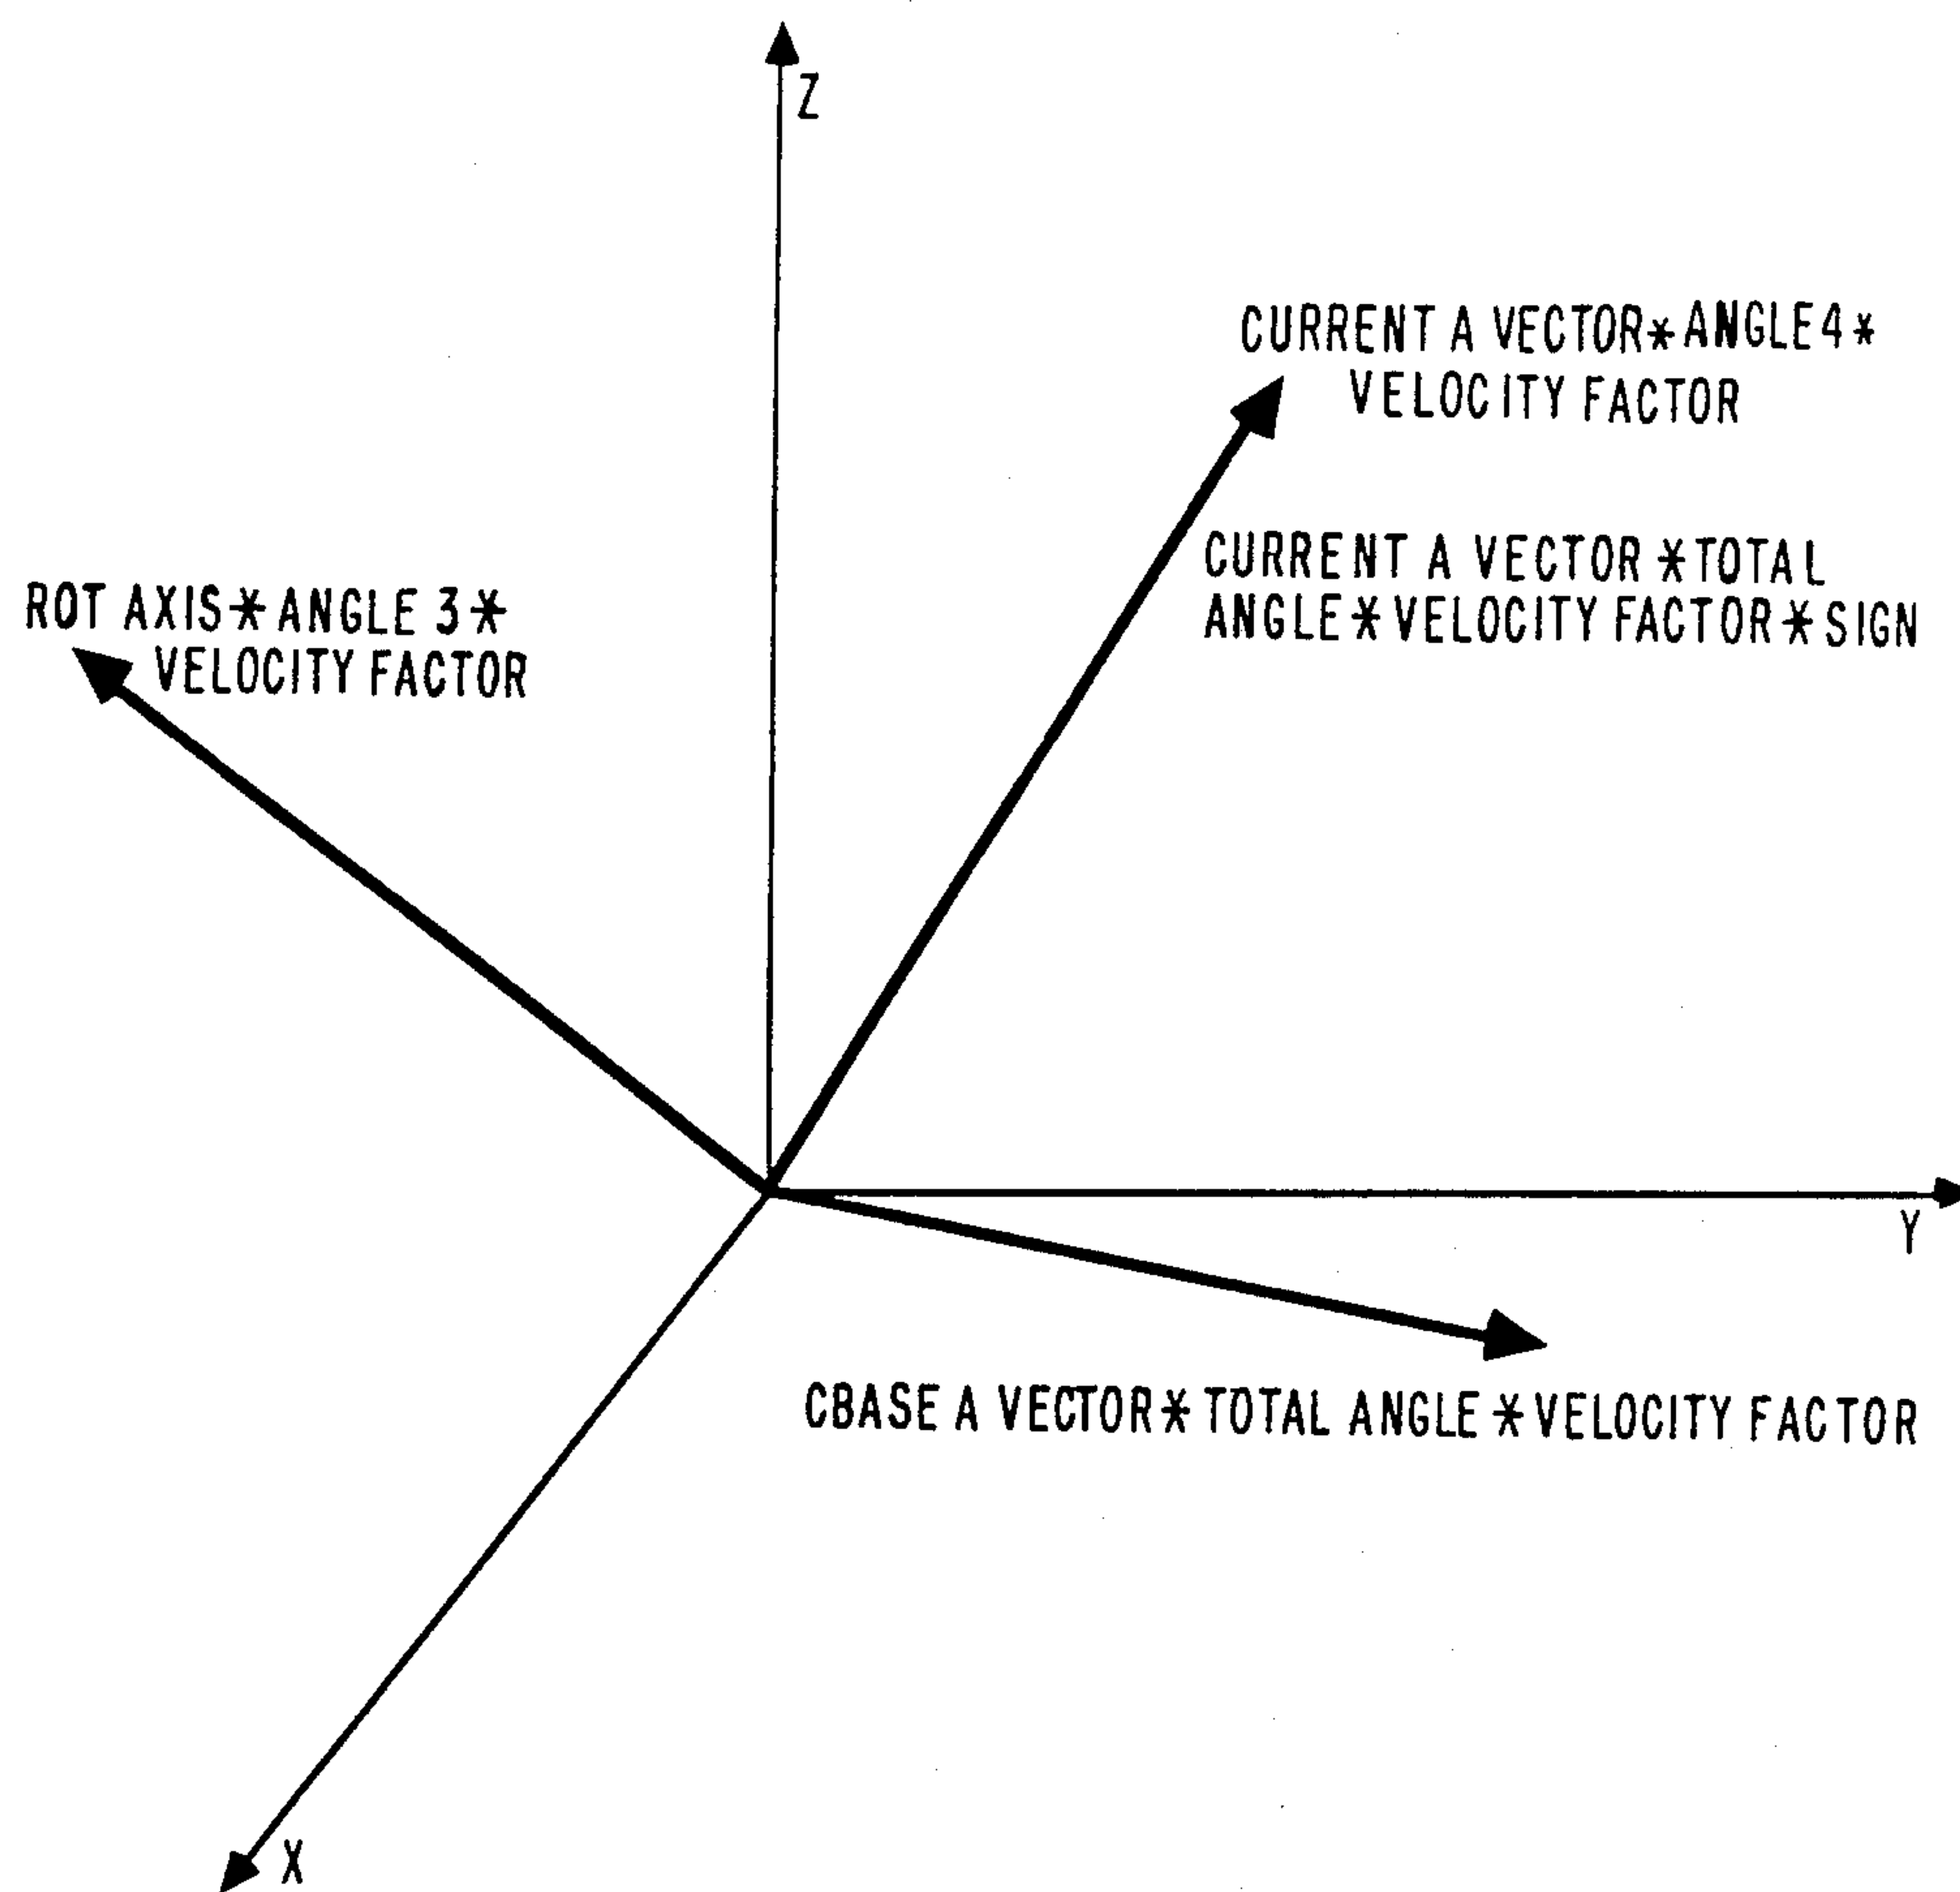 Z
CURRENT A VECTOR*ANGLE4*
VELOCITY FACTOR
CURRENT A VECTOR *TOTAL
ANGLE*VELOCITY FACTOR*SIGN
ROT AXIS*ANGLE 3*
VELOCITY FACTOR
Y
CBASE A VECTOR* TOTAL ANGLE *VELOCITY FACTOR
X